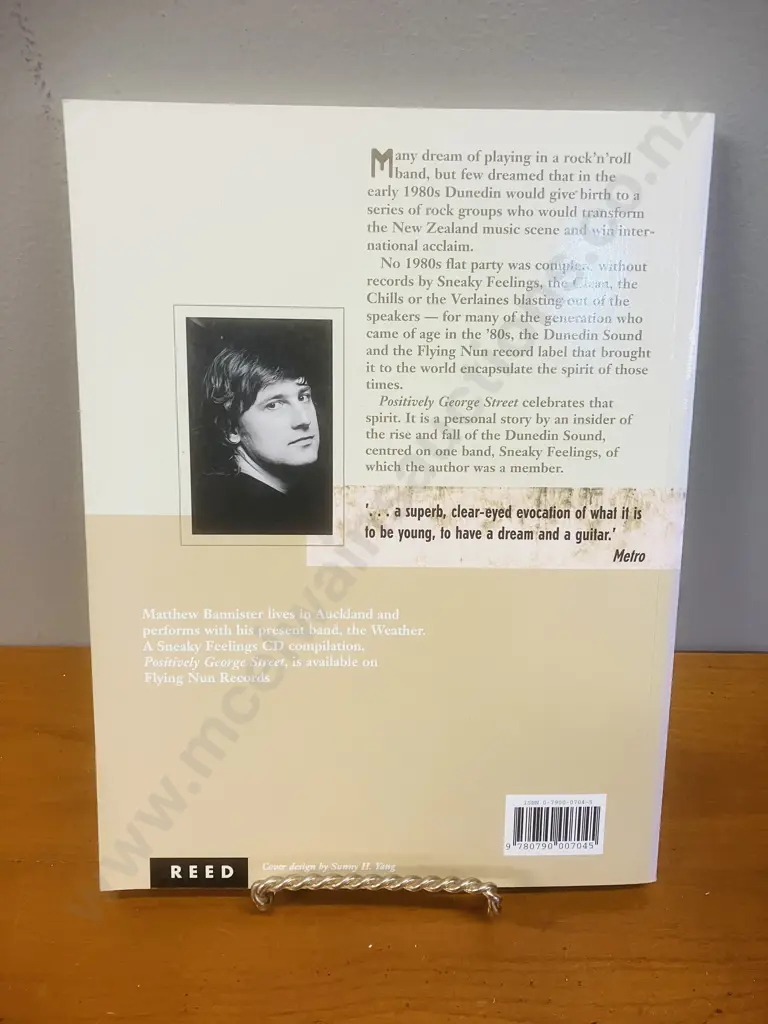 Many dream of playing in a rock'n'roll
band, but few dreamed that in the
early 1980s Dunedin would give birth to a
series of rock groups who would transform
the New Zealand music scene and win inter-
national acclaim.
No 1980s flat party was complete without
records by Sneaky Feelings, the Clean, the
Chills or the Verlaines blasting out of the
speakers — for many of the generation who
came of age in the '80s, the Dunedin Sound
and the Flying Nun record label that brought
it to the world encapsulate the spirit of those
times.
Positively George Street celebrates that
spirit. It is a personal story by an insider of
the rise and fall of the Dunedin Sound,
centred on one band, Sneaky Feelings, of
which the author was a member.
'. . . a superb, clear-eyed evocation of what it is
to be young, to have a dream and a guitar.'
Metro
Matthew Bannister lives in Auckland and
performs with his present band, the Weather.
A Sneaky Feelings CD compilation,
Positively George Street, is available on
Flying Nun Records
ISBN 0-7900-0704-5
9 780790 007045
REED
Cover design by Sunny H. Yang